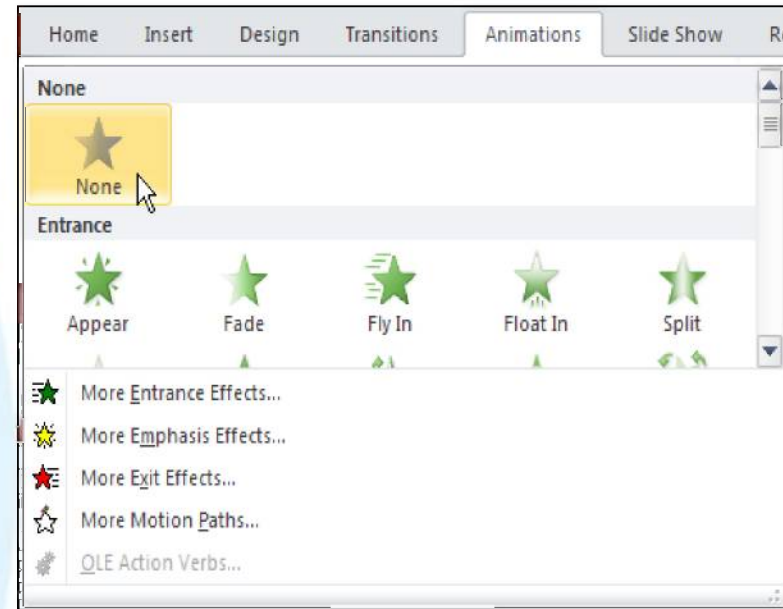 Home Insert Design Transitions Animations Slide Show
None
None
Entrance
Appear Fade Fly In Float In Split
More Entrance Effects...
More Emphasis Effects...
More Exit Effects...
More Motion Paths...
OLE Action Verbs...